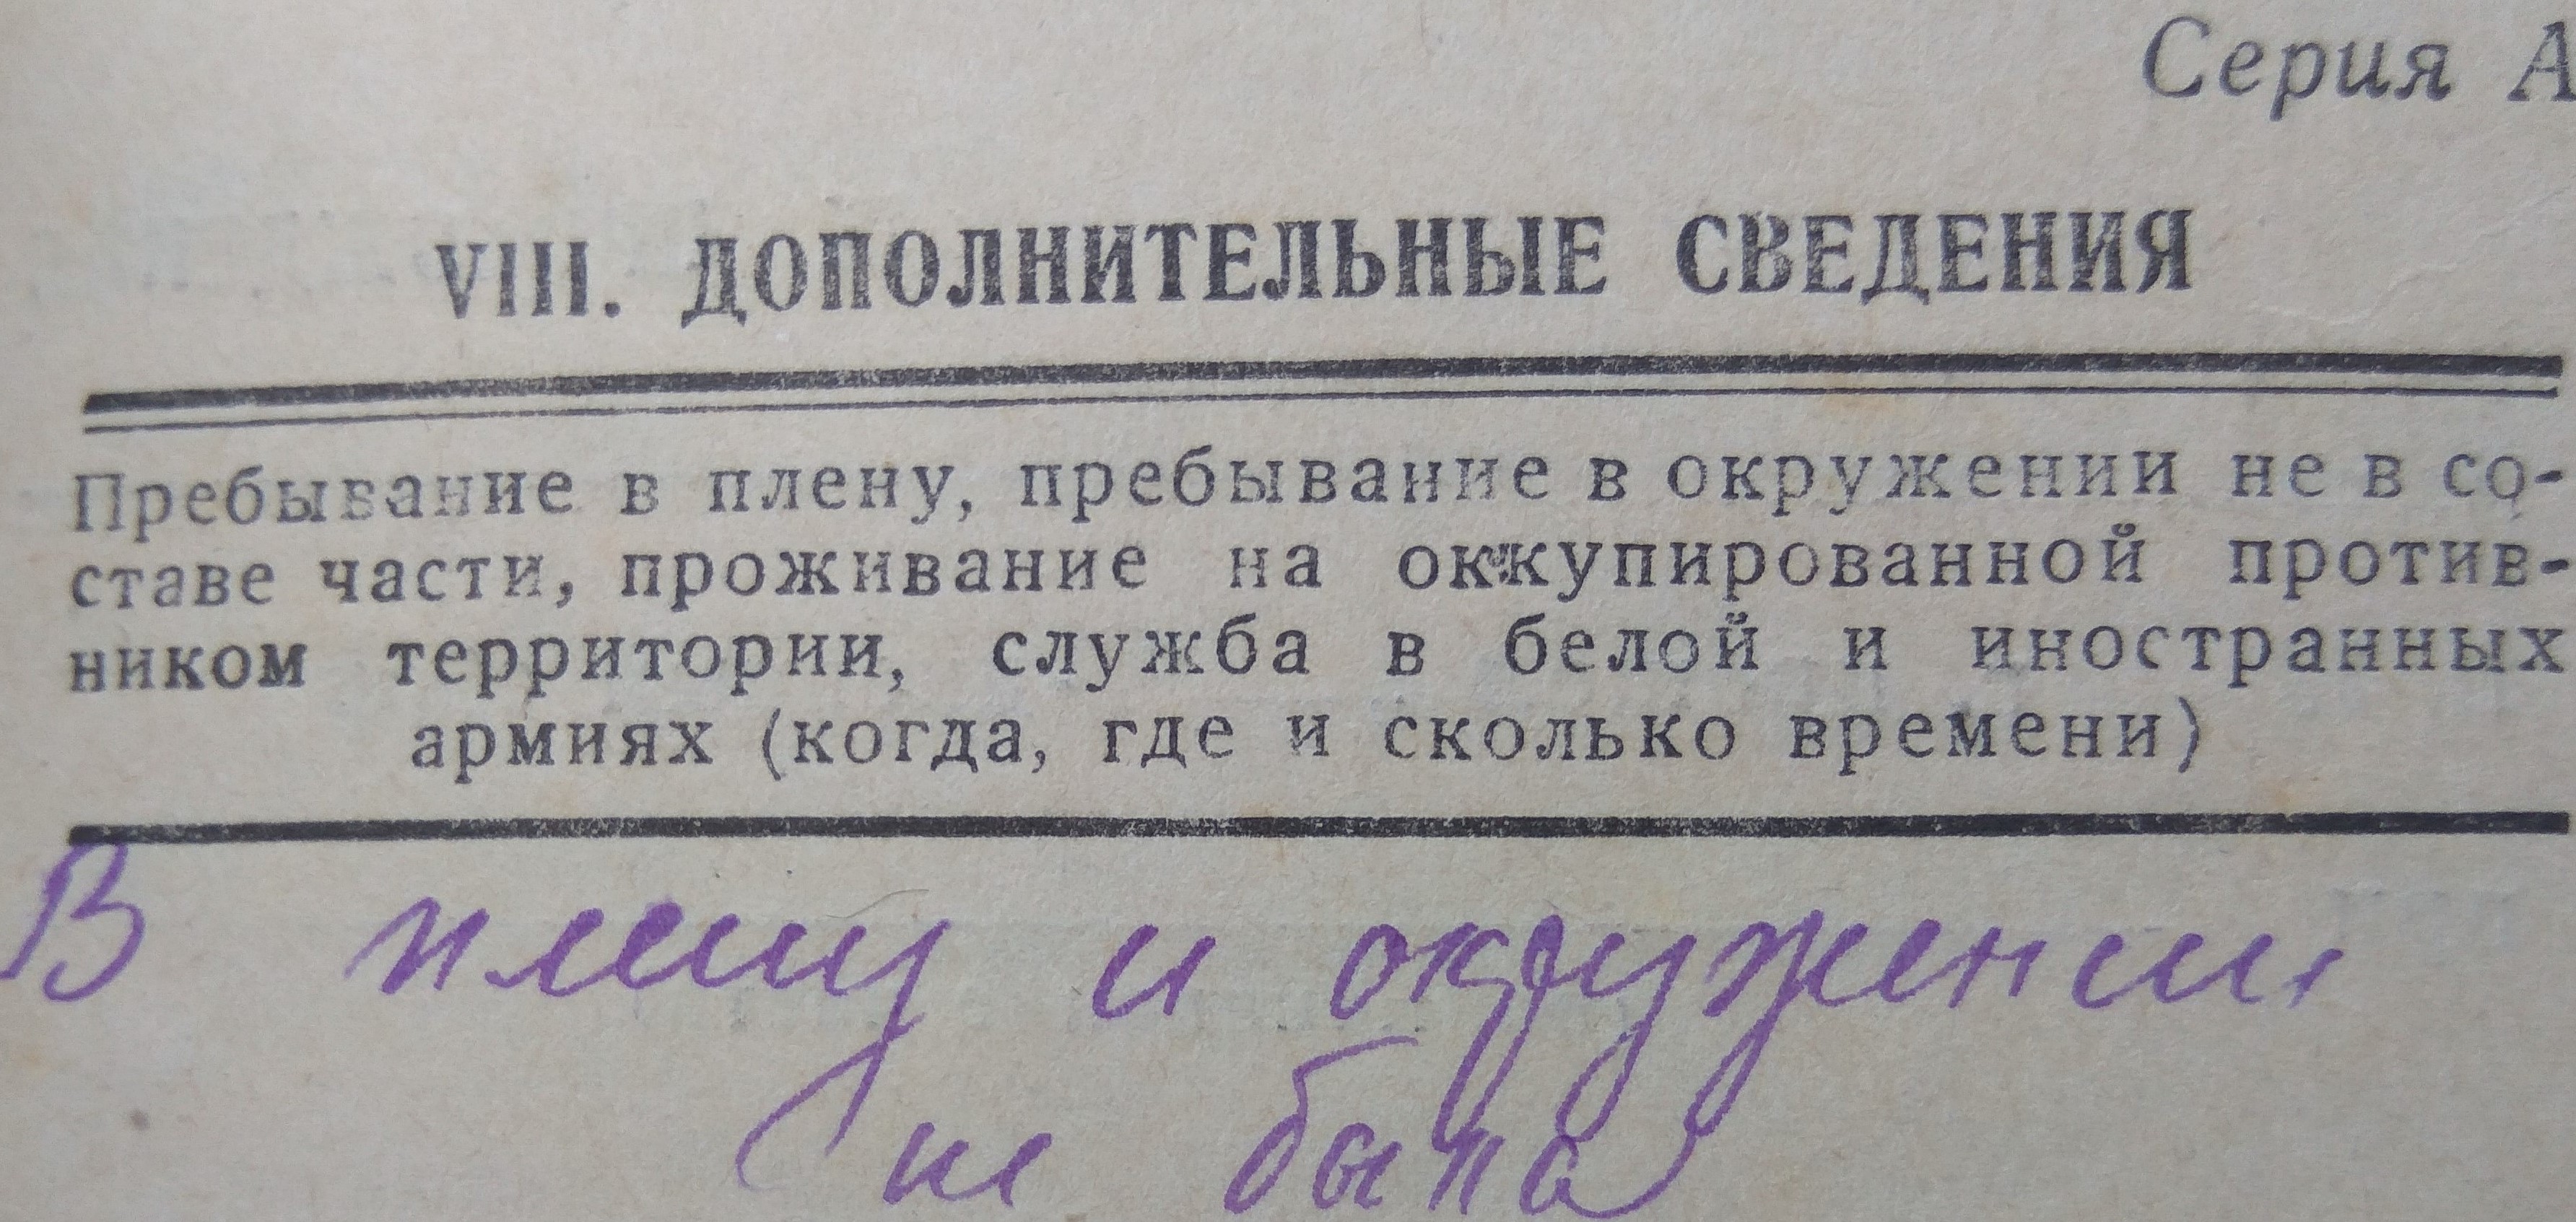 Серия А
VIII. ДОПОЛНИТЕЛЬНЫЕ СВЕДЕНИЯ
Пребывание в плену, пребывание в окружении не в со-
ставе части, проживание на оккупированной против-
ником территории, служба в белой и иностранных
армиях (когда, где и сколько времени)
В плену и окружении
не была